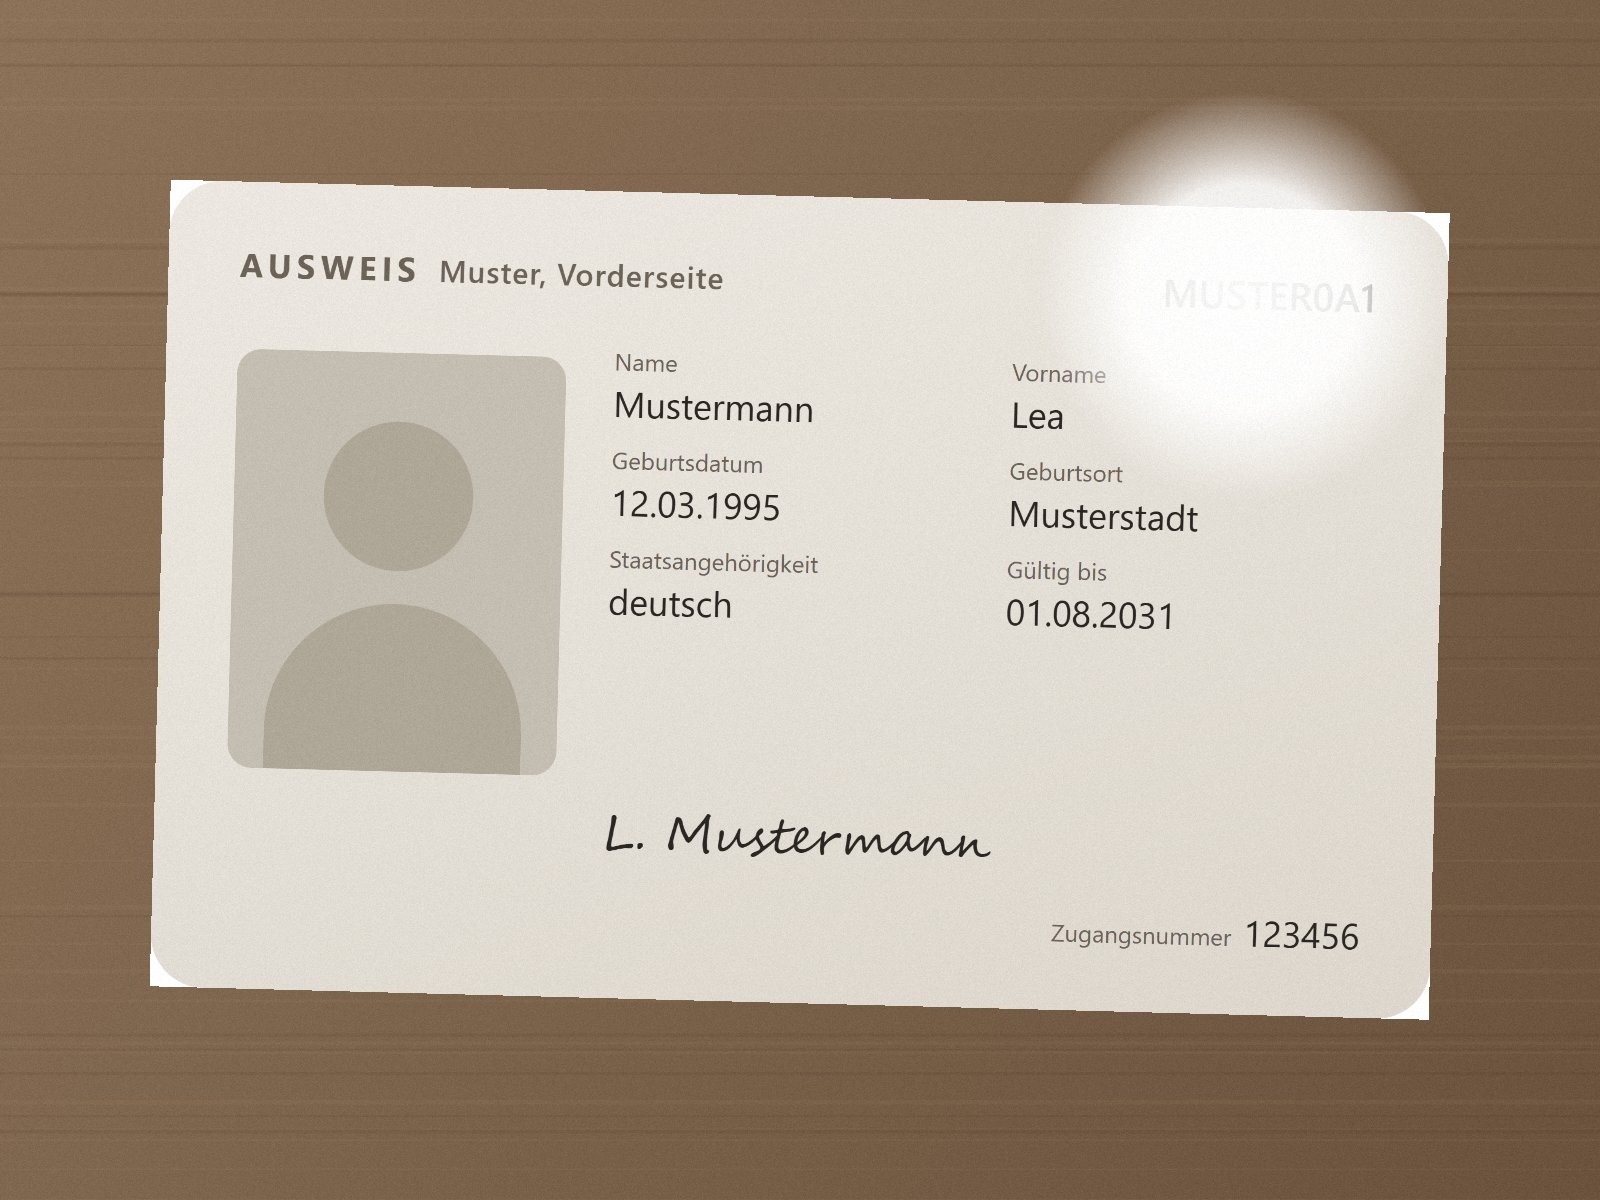 AUSWEIS Muster, Vorderseite
MUSTER0A1
Name
Mustermann
Vorname
Lea
Geburtsdatum
12.03.1995
Geburtsort
Musterstadt
Staatsangehörigkeit
deutsch
Gültig bis
01.08.2031
L. Mustermann
Zugangsnummer 123456